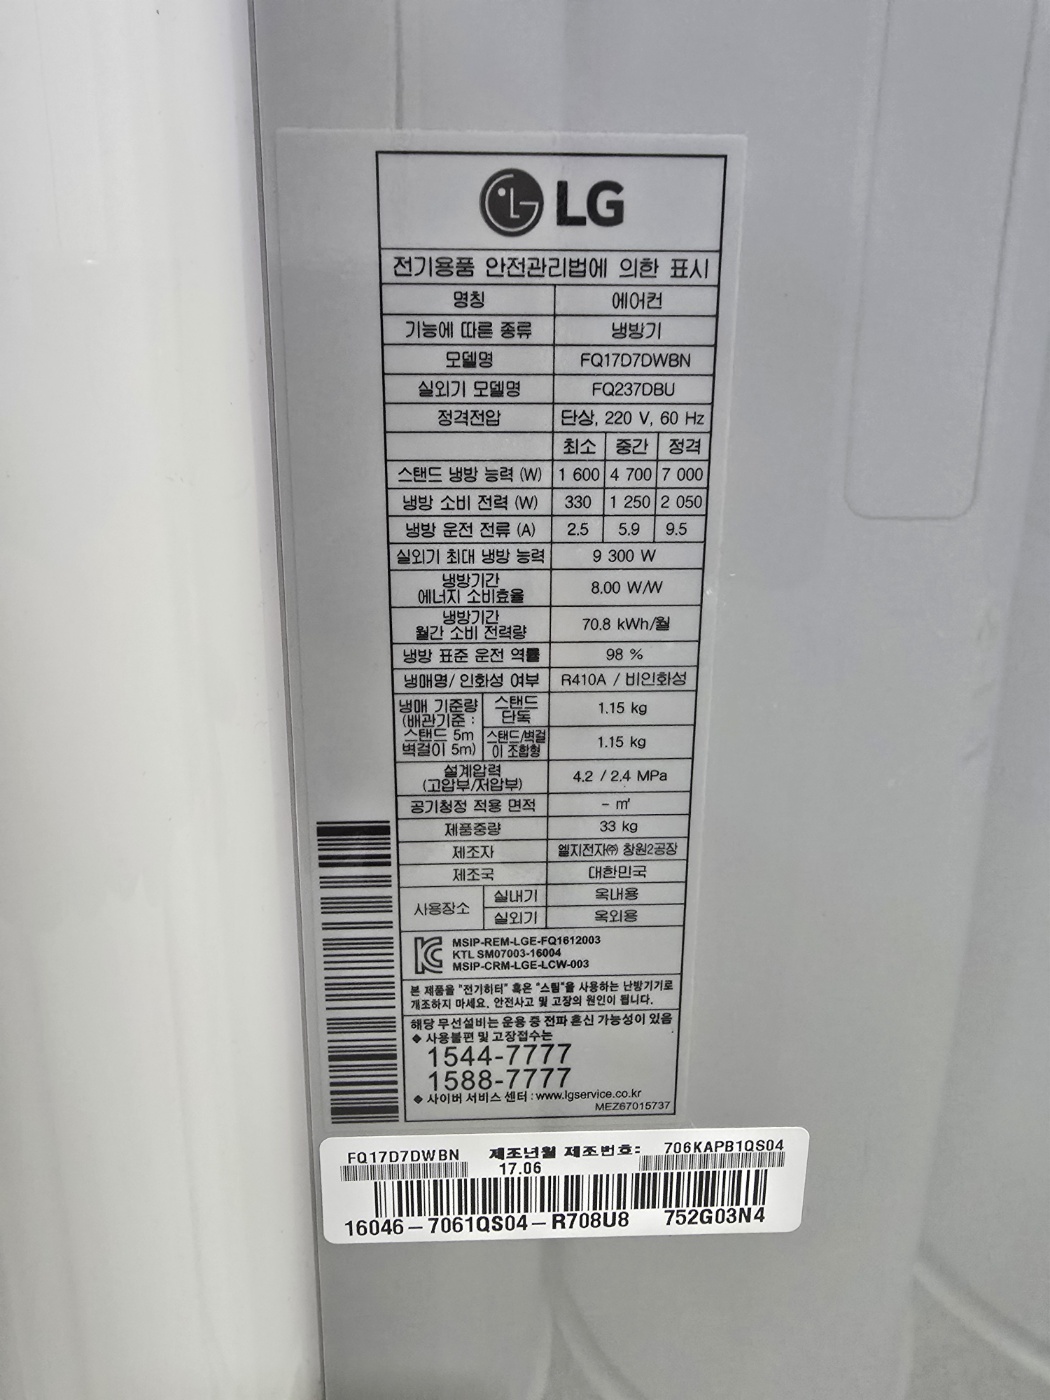 LG
전기용품 안전관리법에 의한 표시
명칭 에어컨
기능에 따른 종류 냉방기
모델명 FQ17D7DWBN
실외기 모델명 FQ237DBU
정격전압 단상, 220 V, 60 Hz
최소 중간 정격
스탠드 냉방 능력 (W) 1 600 4 700 7 000
냉방 소비 전력 (W) 330 1 250 2 050
냉방 운전 전류 (A) 2.5 5.9 9.5
실외기 최대 냉방 능력 9 300 W
냉방기간
에너지 소비효율 8.00 W/W
냉방기간
월간 소비 전력량 70.8 kWh/월
냉방 표준 운전 역률 98 %
냉매명/ 인화성 여부 R410A / 비인화성
냉매 기준량
(배관기준 :
스탠드 5m
벽걸이 5m)
스탠드
단독 1.15 kg
스탠드/벽걸
이 조합형 1.15 kg
설계압력
(고압부/저압부) 4.2 / 2.4 MPa
공기청정 적용 면적 - ㎡
제품중량 33 kg
제조자 엘지전자㈜ 창원2공장
제조국 대한민국
사용장소 실내기 옥내용
실외기 옥외용
MSIP-REM-LGE-FQ1612003
KTL SM07003-16004
MSIP-CRM-LGE-LCW-003
본 제품을 "전기히터" 혹은 "스팀"을 사용하는 난방기기로
개조하지 마세요. 안전사고 및 고장의 원인이 됩니다.
해당 무선설비는 운용 중 전파 혼신 가능성이 있음
◆ 사용불편 및 고장접수는
1544-7777
1588-7777
◆ 사이버 서비스 센터 : www.lgservice.co.kr
MEZ67015737
FQ17D7DWBN 제조년월 제조번호: 706KAPB1QS04
17.06
16046-7061QS04-R708U8 752G03N4